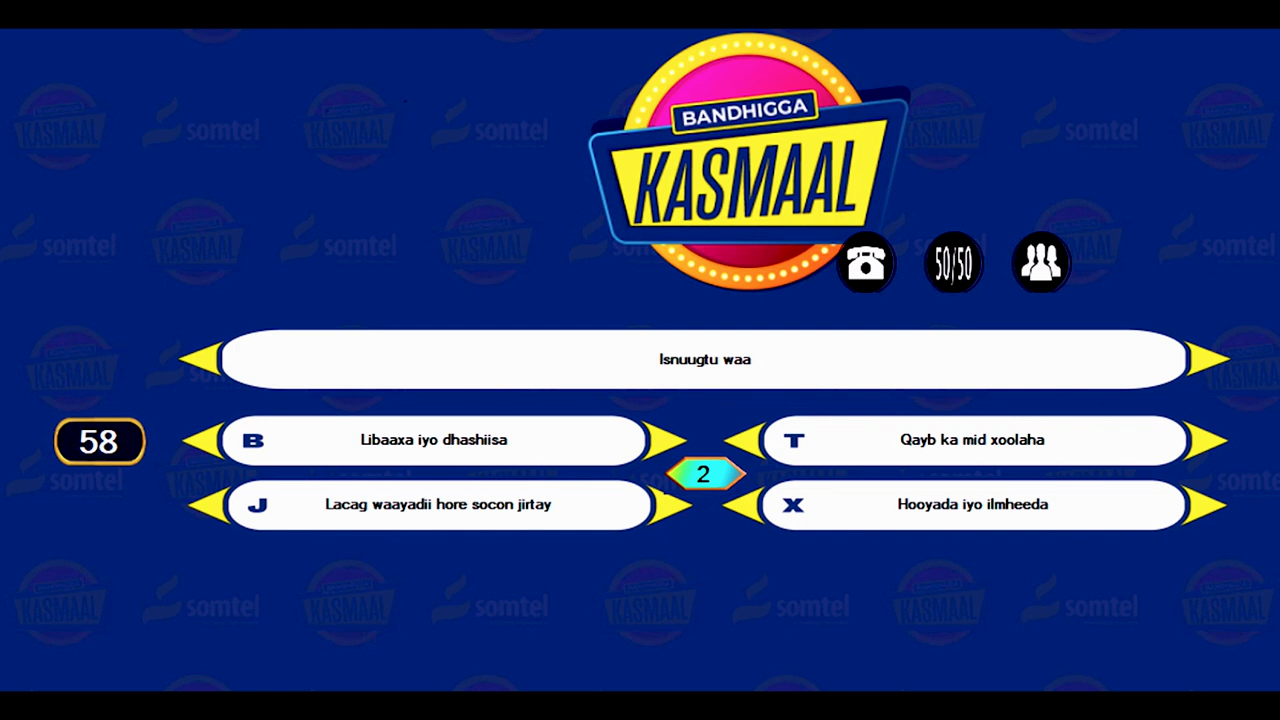 BANDHIGGA
KASMAAL
50/50
Isnuugtu waa
58
B Libaaxa iyo dhashiisa
T Qayb ka mid xoolaha
2
J Lacag waayadii hore socon jirtay
X Hooyada iyo ilmheeda
somtel